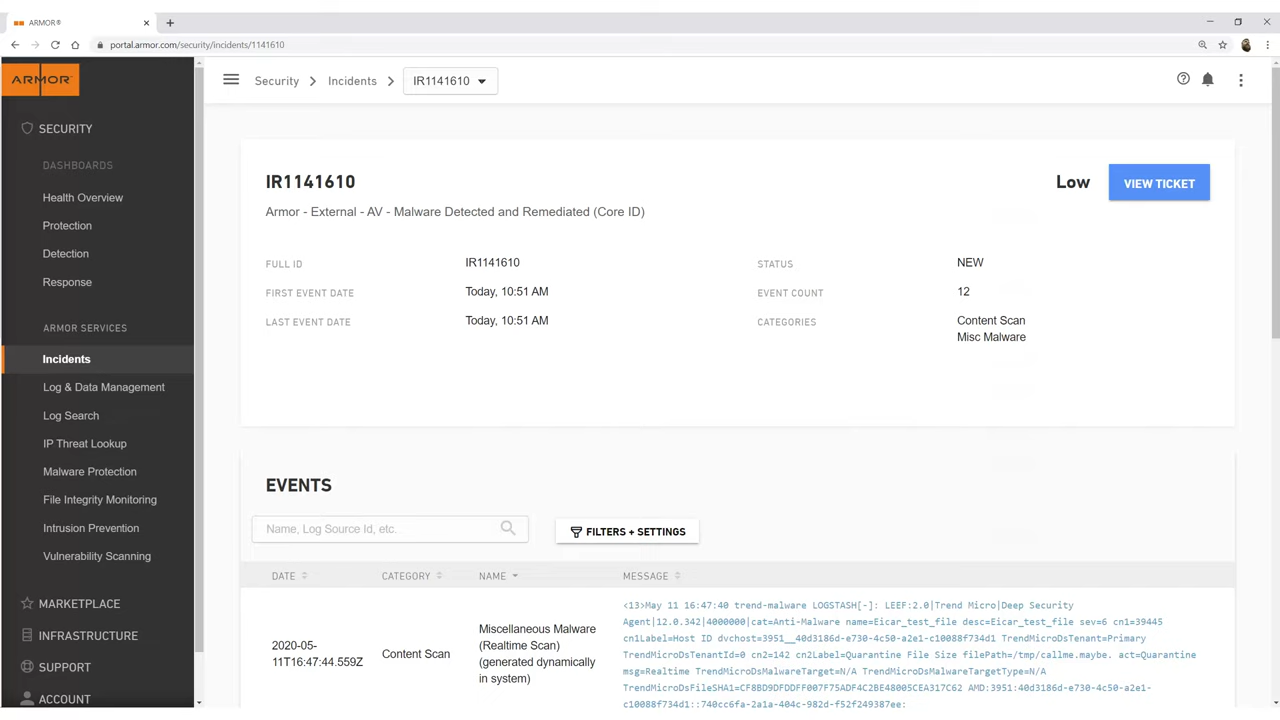 ARMOR®
portal.armor.com/security/incidents/1141610
ARMOR
Security
Incidents
IR1141610
SECURITY
DASHBOARDS
Health Overview
Protection
Detection
Response
ARMOR SERVICES
Incidents
Log & Data Management
Log Search
IP Threat Lookup
Malware Protection
File Integrity Monitoring
Intrusion Prevention
Vulnerability Scanning
MARKETPLACE
INFRASTRUCTURE
SUPPORT
ACCOUNT
IR1141610
Low
VIEW TICKET
Armor - External - AV - Malware Detected and Remediated (Core ID)
FULL ID IR1141610
FIRST EVENT DATE Today, 10:51 AM
LAST EVENT DATE Today, 10:51 AM
STATUS NEW
EVENT COUNT 12
CATEGORIES Content Scan
Misc Malware
EVENTS
Name, Log Source Id, etc.
FILTERS + SETTINGS
DATE CATEGORY NAME MESSAGE
2020-05-
11T16:47:44.559Z
Content Scan
Miscellaneous Malware
(Realtime Scan)
(generated dynamically
in system)
<13>May 11 16:47:40 trend-malware LOGSTASH[-]: LEEF:2.0|Trend Micro|Deep Security
Agent|12.0.342|4000000|cat=Anti-Malware name=Eicar_test_file desc=Eicar_test_file sev=6 cn1=39445
cn1Label=Host ID dvchost=3951__40d3186d-e730-4c50-a2e1-c10088f734d1 TrendMicroDsTenant=Primary
TrendMicroDsTenantId=0 cn2=142 cn2Label=Quarantine File Size filePath=/tmp/callme.maybe. act=Quarantine
msg=Realtime TrendMicroDsMalwareTarget=N/A TrendMicroDsMalwareTargetType=N/A
TrendMicroDsFileSHA1=CF8BD9DFDDFF007F75ADF4C2BE48005CEA317C62 AMD:3951:40d3186d-e730-4c50-a2e1-
c10088f734d1::740cc6fa-2a1a-404c-982d-f52f249387ee: